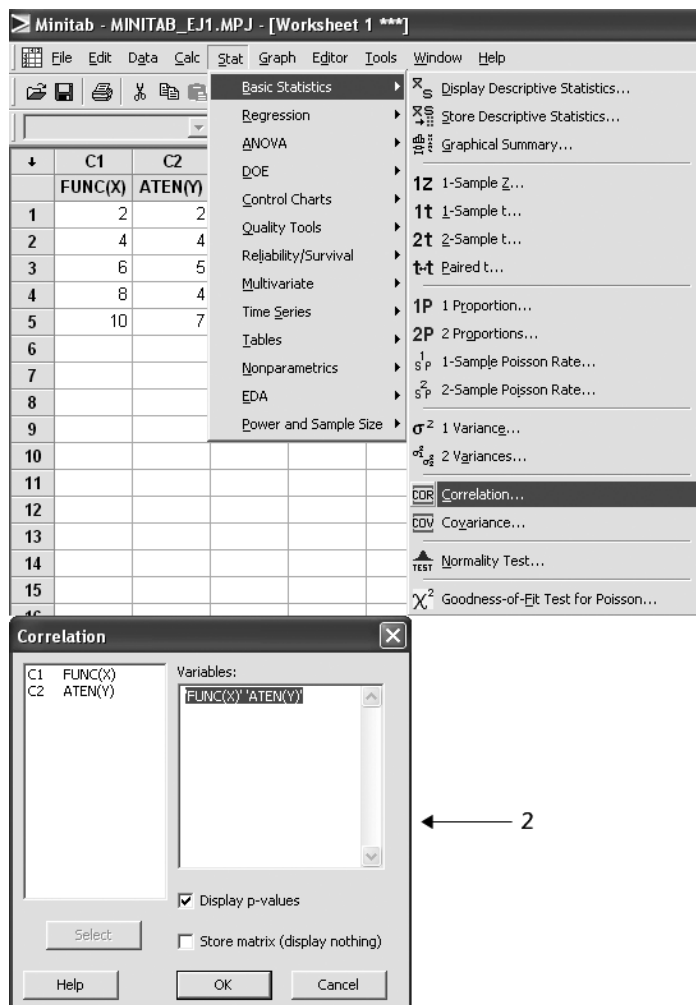 Minitab - MINITAB_EJ1.MPJ - [Worksheet 1 ***]
File Edit Data Calc Stat Graph Editor Tools Window Help
Basic Statistics
Regression
ANOVA
DOE
Control Charts
Quality Tools
Reliability/Survival
Multivariate
Time Series
Tables
Nonparametrics
EDA
Power and Sample Size
Display Descriptive Statistics...
Store Descriptive Statistics...
Graphical Summary...
1Z 1-Sample Z...
1t 1-Sample t...
2t 2-Sample t...
t-t Paired t...
1P 1 Proportion...
2P 2 Proportions...
1-Sample Poisson Rate...
2-Sample Poisson Rate...
σ² 1 Variance...
2 Variances...
COR Correlation...
COV Covariance...
TEST Normality Test...
χ² Goodness-of-Fit Test for Poisson...
C1 C2
FUNC(X) ATEN(Y)
1 2 2
2 4 4
3 6 5
4 8 4
5 10 7
6
7
8
9
10
11
12
13
14
15
Correlation
C1 FUNC(X)
C2 ATEN(Y)
Variables:
'FUNC(X)' 'ATEN(Y)'
Display p-values
Select
Store matrix (display nothing)
Help OK Cancel
2